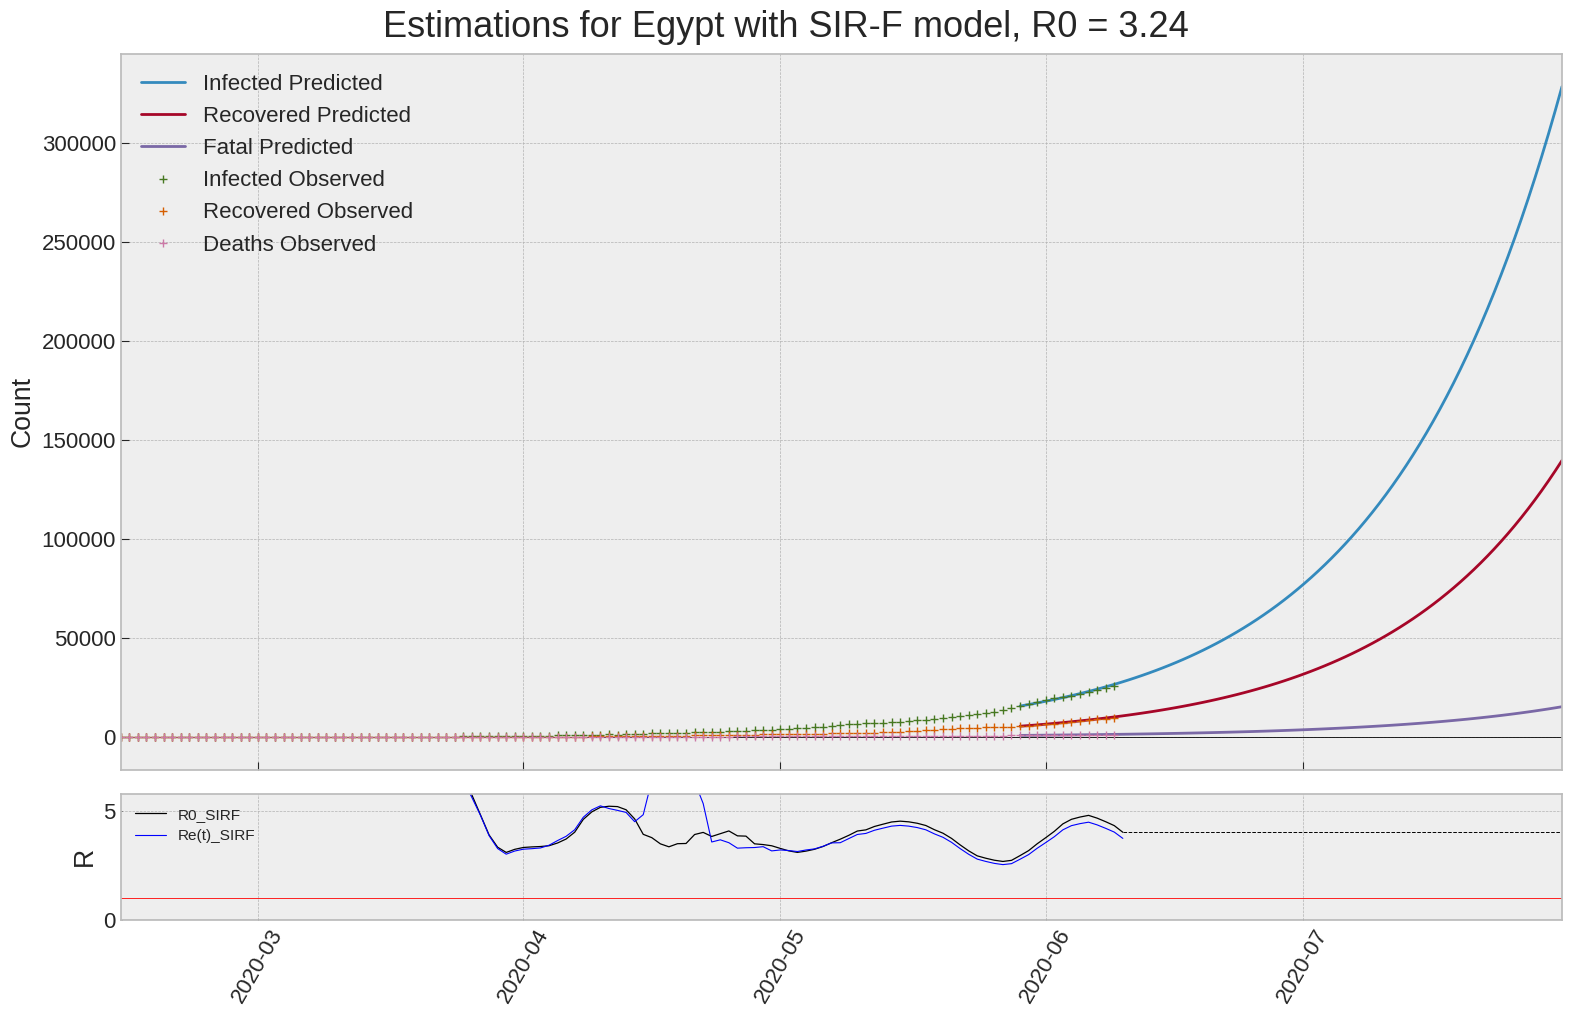 Estimations for Egypt with SIR-F model, R0 = 3.24
Infected Predicted
Recovered Predicted
Fatal Predicted
Infected Observed
Recovered Observed
Deaths Observed
300000
250000
200000
150000
100000
50000
0
Count
R0_SIRF
Re(t)_SIRF
5
0
R
2020-03
2020-04
2020-05
2020-06
2020-07